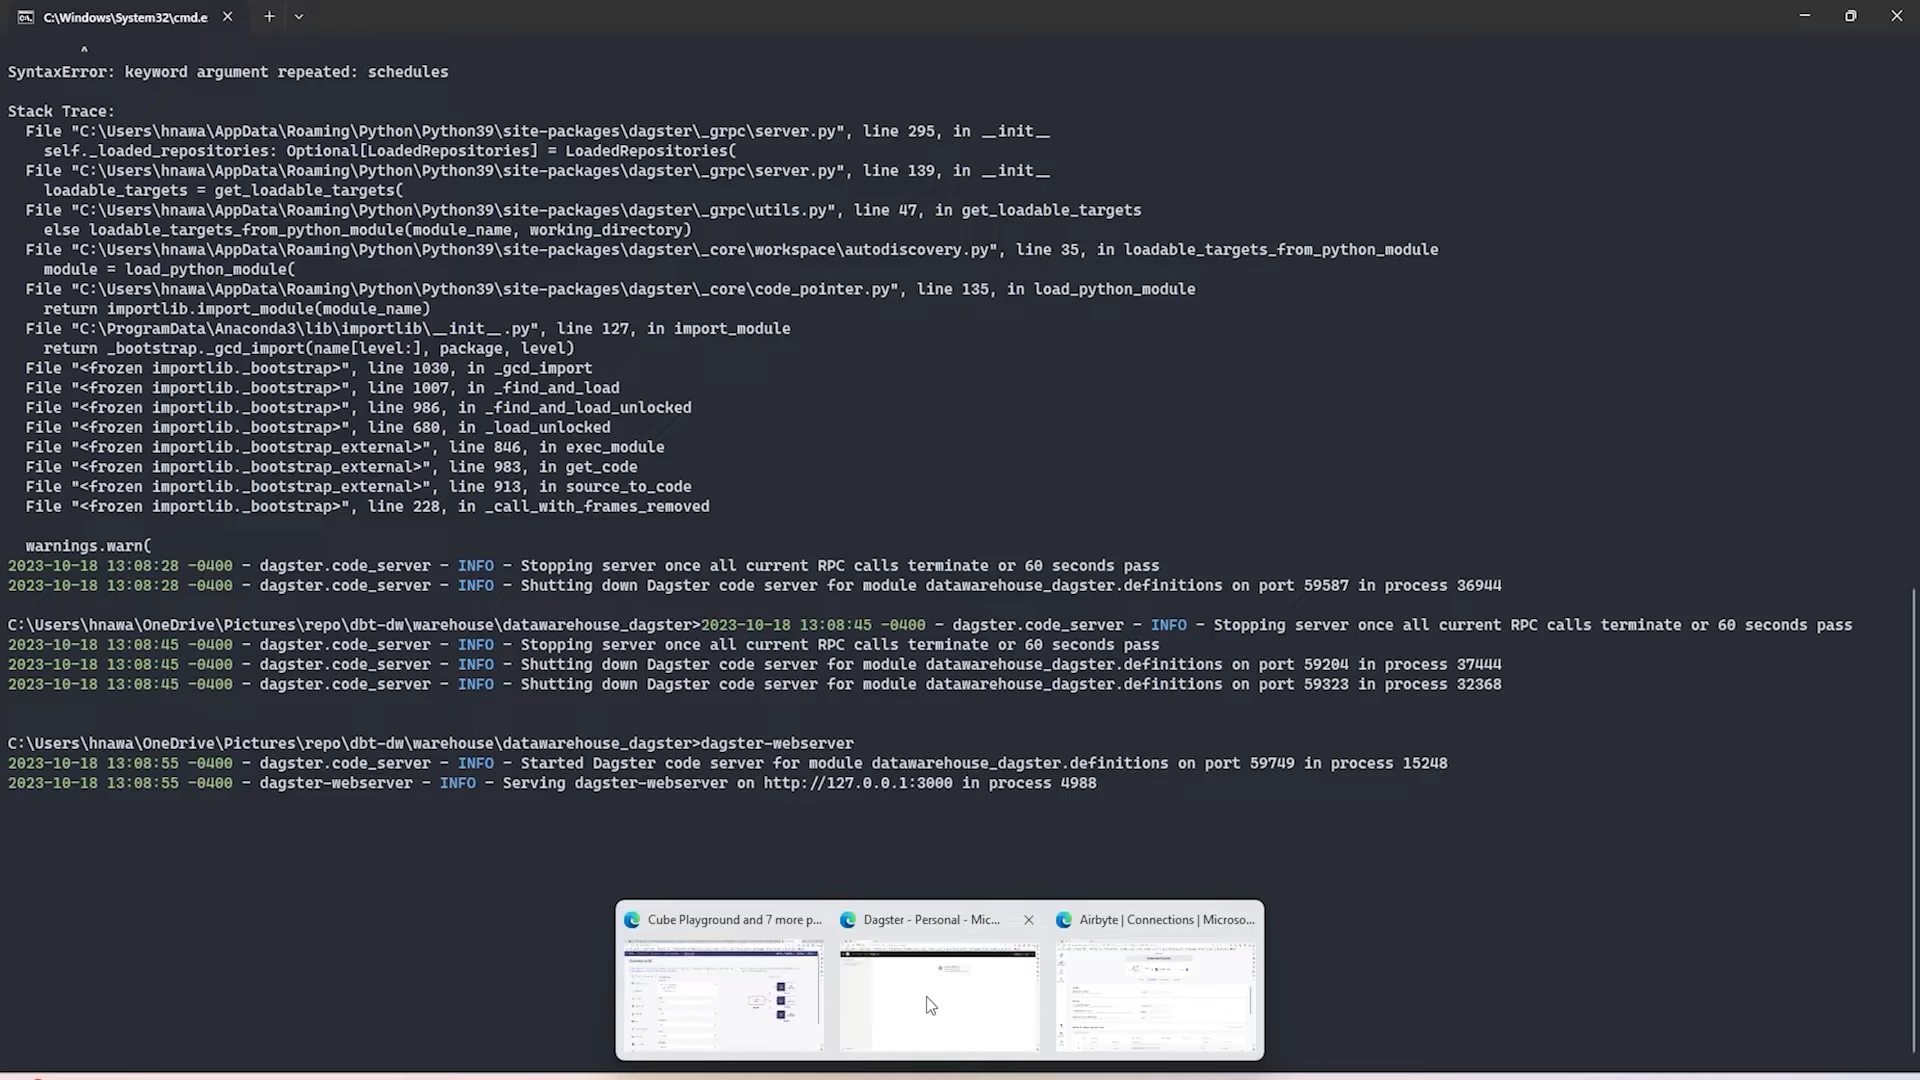 C:\Windows\System32\cmd.e
^
SyntaxError: keyword argument repeated: schedules
Stack Trace:
File "C:\Users\hnawa\AppData\Roaming\Python\Python39\site-packages\dagster\_grpc\server.py", line 295, in __init__
self._loaded_repositories: Optional[LoadedRepositories] = LoadedRepositories(
File "C:\Users\hnawa\AppData\Roaming\Python\Python39\site-packages\dagster\_grpc\server.py", line 139, in __init__
loadable_targets = get_loadable_targets(
File "C:\Users\hnawa\AppData\Roaming\Python\Python39\site-packages\dagster\_grpc\utils.py", line 47, in get_loadable_targets
else loadable_targets_from_python_module(module_name, working_directory)
File "C:\Users\hnawa\AppData\Roaming\Python\Python39\site-packages\dagster\_core\workspace\autodiscovery.py", line 35, in loadable_targets_from_python_module
module = load_python_module(
File "C:\Users\hnawa\AppData\Roaming\Python\Python39\site-packages\dagster\_core\code_pointer.py", line 135, in load_python_module
return importlib.import_module(module_name)
File "C:\ProgramData\Anaconda3\lib\importlib\__init__.py", line 127, in import_module
return _bootstrap._gcd_import(name[level:], package, level)
File "<frozen importlib._bootstrap>", line 1030, in _gcd_import
File "<frozen importlib._bootstrap>", line 1007, in _find_and_load
File "<frozen importlib._bootstrap>", line 986, in _find_and_load_unlocked
File "<frozen importlib._bootstrap>", line 680, in _load_unlocked
File "<frozen importlib._bootstrap_external>", line 846, in exec_module
File "<frozen importlib._bootstrap_external>", line 983, in get_code
File "<frozen importlib._bootstrap_external>", line 913, in source_to_code
File "<frozen importlib._bootstrap>", line 228, in _call_with_frames_removed
warnings.warn(
2023-10-18 13:08:28 -0400 - dagster.code_server - INFO - Stopping server once all current RPC calls terminate or 60 seconds pass
2023-10-18 13:08:28 -0400 - dagster.code_server - INFO - Shutting down Dagster code server for module datawarehouse_dagster.definitions on port 59587 in process 36944
C:\Users\hnawa\OneDrive\Pictures\repo\dbt-dw\warehouse\datawarehouse_dagster>2023-10-18 13:08:45 -0400 - dagster.code_server - INFO - Stopping server once all current RPC calls terminate or 60 seconds pass
2023-10-18 13:08:45 -0400 - dagster.code_server - INFO - Stopping server once all current RPC calls terminate or 60 seconds pass
2023-10-18 13:08:45 -0400 - dagster.code_server - INFO - Shutting down Dagster code server for module datawarehouse_dagster.definitions on port 59204 in process 37444
2023-10-18 13:08:45 -0400 - dagster.code_server - INFO - Shutting down Dagster code server for module datawarehouse_dagster.definitions on port 59323 in process 32368
C:\Users\hnawa\OneDrive\Pictures\repo\dbt-dw\warehouse\datawarehouse_dagster>dagster-webserver
2023-10-18 13:08:55 -0400 - dagster.code_server - INFO - Started Dagster code server for module datawarehouse_dagster.definitions on port 59749 in process 15248
2023-10-18 13:08:55 -0400 - dagster-webserver - INFO - Serving dagster-webserver on http://127.0.0.1:3000 in process 4988
Cube Playground and 7 more p...
Dagster - Personal - Mic...
Airbyte | Connections | Microso...